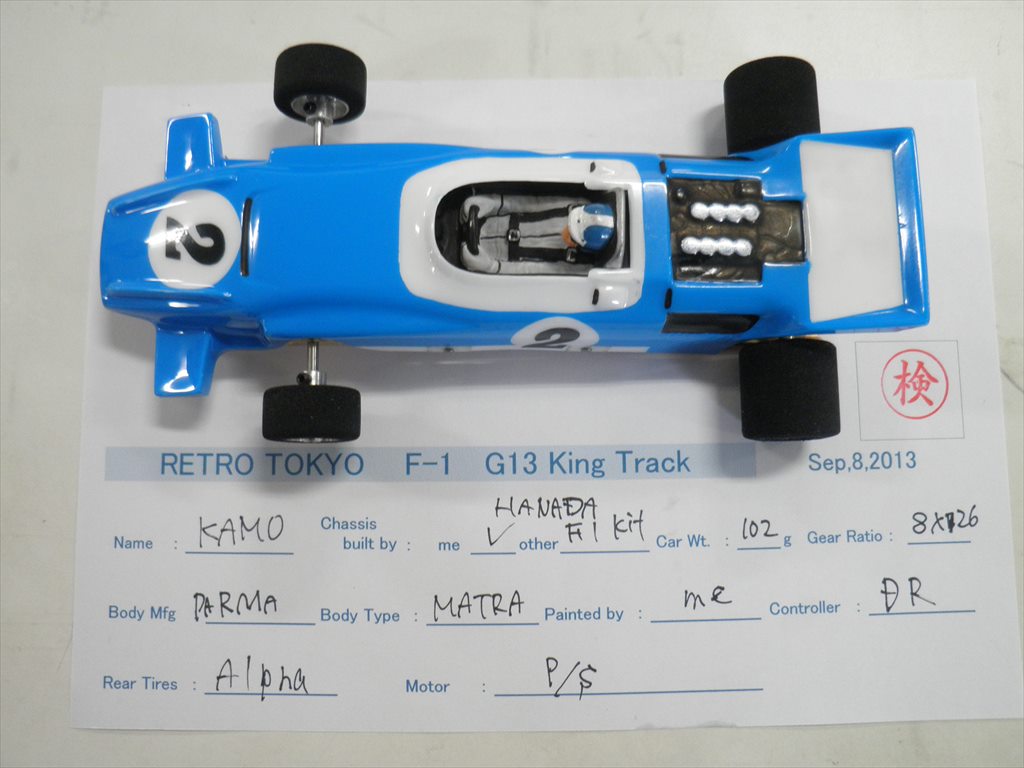 2
2
検
RETRO TOKYO F-1 G13 King Track Sep,8,2013
Name : KAMO Chassis built by : me ✓ other HANADA F1 Kit Car Wt. : 102 g Gear Ratio :
Body Mfg PARMA Body Type : MATRA Painted by : me Controller : DR
Rear Tires : Alpha Motor : P/S